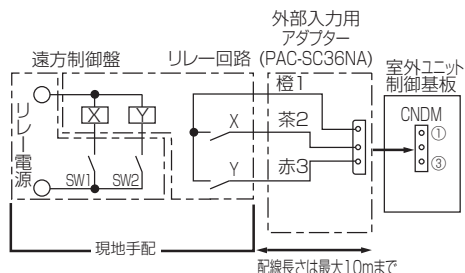 外部入力用
アダプター
(PAC-SC36NA)
遠方制御盤
リレー回路
室外ユニット
制御基板
橙1
CNDM
X
Y
X
茶2
①
リレー電源
Y
赤3
③
SW1
SW2
現地手配
配線長さは最大10mまで